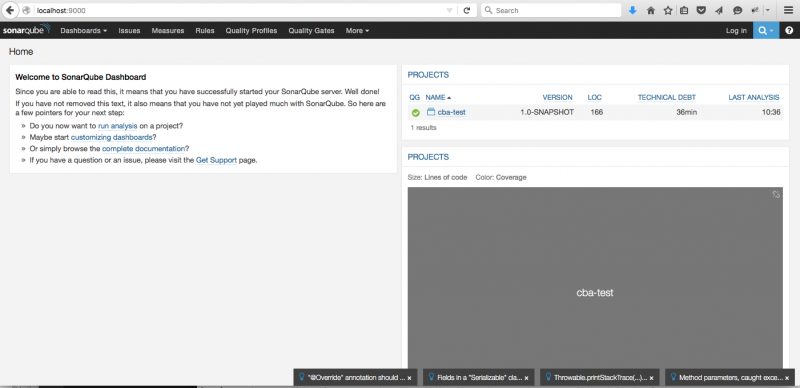 localhost:9000
Search
sonarqube Dashboards Issues Measures Rules Quality Profiles Quality Gates More Log in
Home
Welcome to SonarQube Dashboard
Since you are able to read this, it means that you have successfully started your SonarQube server. Well done!
If you have not removed this text, it also means that you have not yet played much with SonarQube. So here are
a few pointers for your next step:
» Do you now want to run analysis on a project?
» Maybe start customizing dashboards?
» Or simply browse the complete documentation?
» If you have a question or an issue, please visit the Get Support page.
PROJECTS
QG NAME VERSION LOC TECHNICAL DEBT LAST ANALYSIS
cba-test 1.0-SNAPSHOT 166 36min 10:36
1 results
PROJECTS
Size: Lines of code Color: Coverage
cba-test
"@Override" annotation should ... ×
Fields in a "Serializable" cla... ×
Throwable.printStackTrace(...)... ×
Method parameters, caught exce... ×